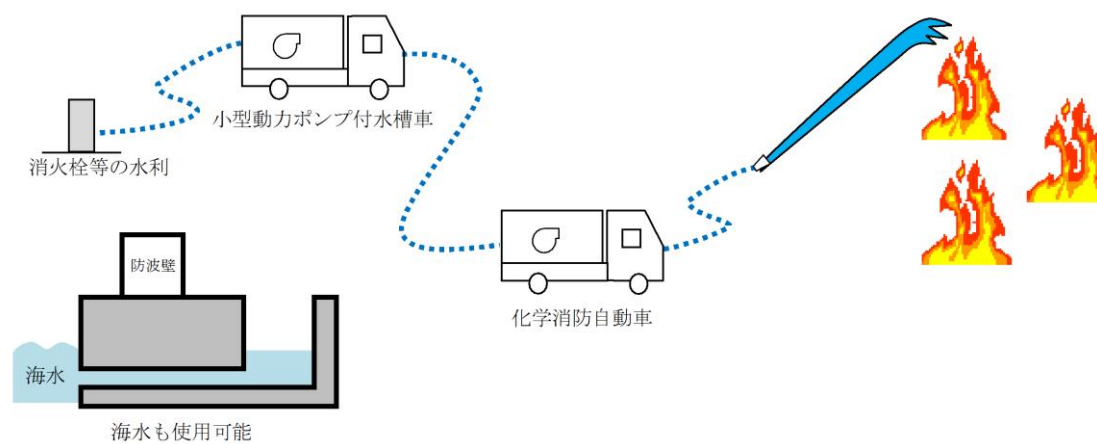 小型動力ポンプ付水槽車
消火栓等の水利
防波壁
化学消防自動車
海水
海水も使用可能